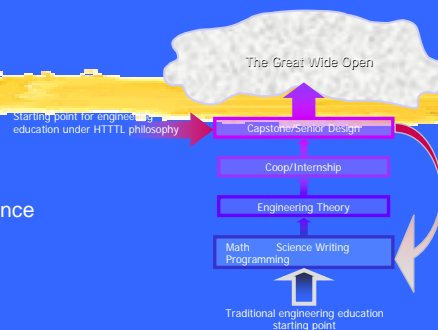 The Great Wide Open
Starting point for engineering
education under HTTTL philosophy
Capstone/Senior Design
Coop/Internship
nce
Engineering Theory
Math Science Writing
Programming
Traditional engineering education
starting point